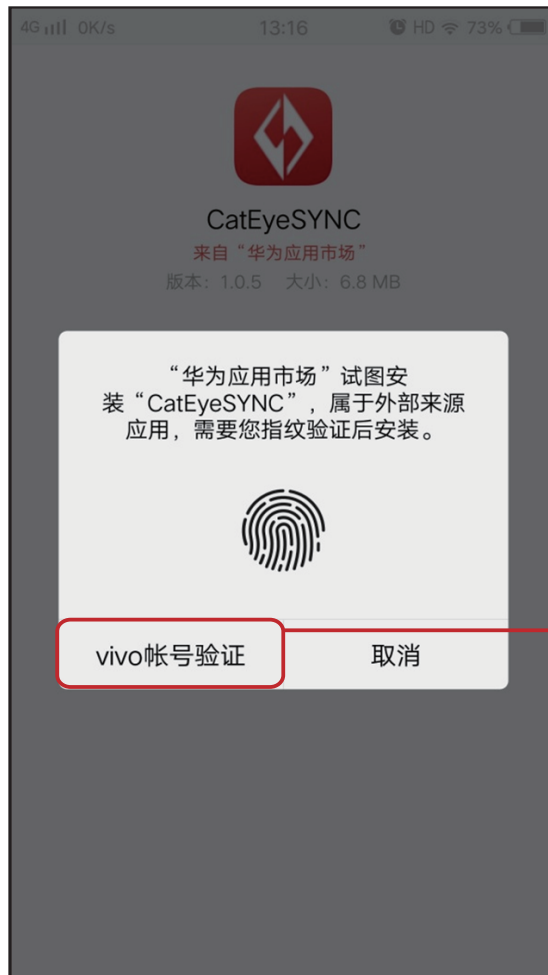 4G 0K/s 13:16 HD 73%
CatEyeSYNC
来自“华为应用市场”
版本：1.0.5 大小：6.8 MB
“华为应用市场”试图安
装“CatEyeSYNC”，属于外部来源
应用，需要您指纹验证后安装。
vivo帐号验证 取消